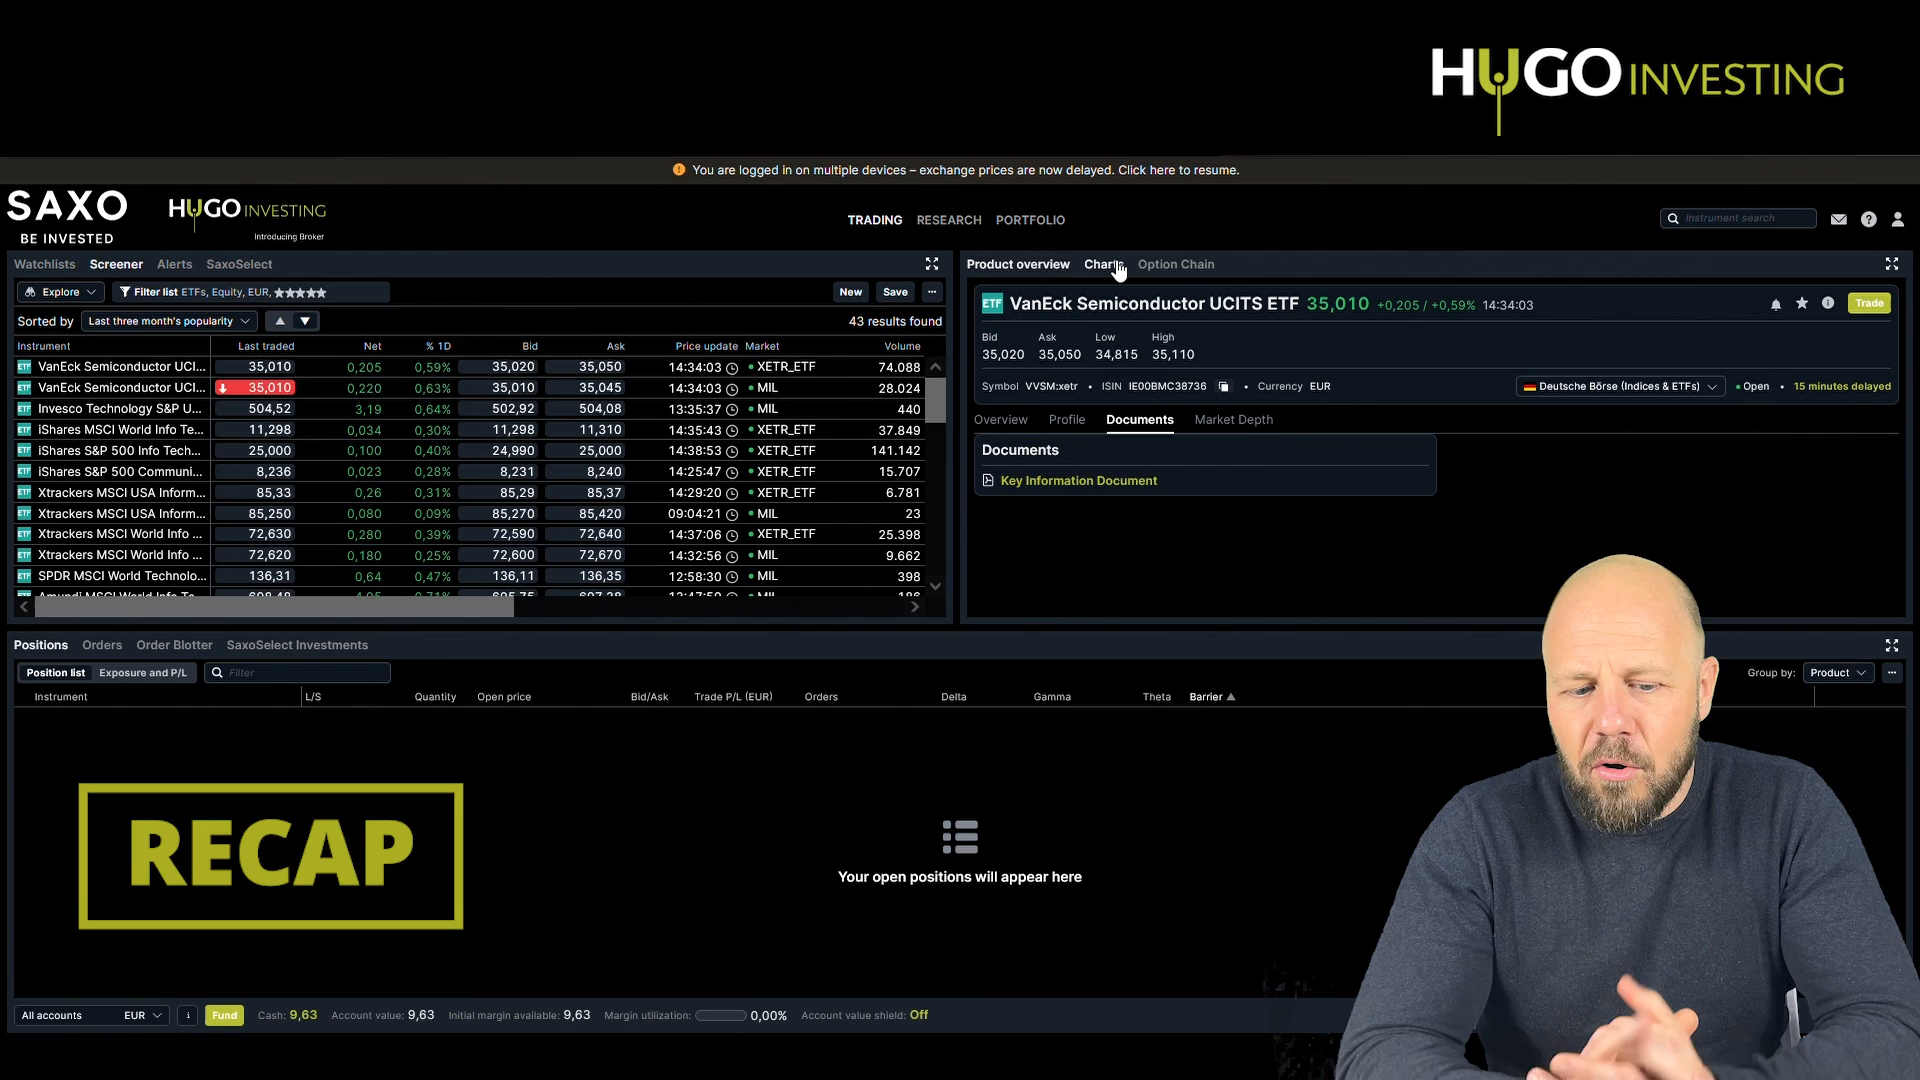 HUGO INVESTING
You are logged in on multiple devices – exchange prices are now delayed. Click here to resume.
SAXO
BE INVESTED
HUGO INVESTING
Introducing Broker
TRADING RESEARCH PORTFOLIO
Instrument search
Watchlists Screener Alerts SaxoSelect
Explore
Filter list ETFs, Equity, EUR, ★★★★★
New Save
Sorted by Last three month's popularity
43 results found
Instrument Last traded Net % 1D Bid Ask Price update Market Volume
ETF VanEck Semiconductor UCI... 35,010 0,205 0,59% 35,020 35,050 14:34:03 XETR_ETF 74.088
ETF VanEck Semiconductor UCI... 35,010 0,220 0,63% 35,010 35,045 14:34:03 MIL 28.024
ETF Invesco Technology S&P U... 504,52 3,19 0,64% 502,92 504,08 13:35:37 MIL 440
ETF iShares MSCI World Info Te... 11,298 0,034 0,30% 11,298 11,310 14:35:43 XETR_ETF 37.849
ETF iShares S&P 500 Info Tech... 25,000 0,100 0,40% 24,990 25,000 14:38:53 XETR_ETF 141.142
ETF iShares S&P 500 Communi... 8,236 0,023 0,28% 8,231 8,240 14:25:47 XETR_ETF 15.707
ETF Xtrackers MSCI USA Inform... 85,33 0,26 0,31% 85,29 85,37 14:29:20 XETR_ETF 6.781
ETF Xtrackers MSCI USA Inform... 85,250 0,080 0,09% 85,270 85,420 09:04:21 MIL 23
ETF Xtrackers MSCI World Info ... 72,630 0,280 0,39% 72,590 72,640 14:37:06 XETR_ETF 25.398
ETF Xtrackers MSCI World Info ... 72,620 0,180 0,25% 72,600 72,670 14:32:56 MIL 9.662
ETF SPDR MSCI World Technolo... 136,31 0,64 0,47% 136,11 136,35 12:58:30 MIL 398
Product overview Chart Option Chain
ETF VanEck Semiconductor UCITS ETF 35,010 +0,205 / +0,59% 14:34:03
Trade
Bid Ask Low High
35,020 35,050 34,815 35,110
Symbol VVSM:xetr • ISIN IE00BMC38736 • Currency EUR
Deutsche Börse (Indices & ETFs) • Open • 15 minutes delayed
Overview Profile Documents Market Depth
Documents
Key Information Document
Positions Orders Order Blotter SaxoSelect Investments
Position list Exposure and P/L Filter
Group by: Product
Instrument L/S Quantity Open price Bid/Ask Trade P/L (EUR) Orders Delta Gamma Theta Barrier
RECAP
Your open positions will appear here
All accounts EUR Fund Cash: 9,63 Account value: 9,63 Initial margin available: 9,63 Margin utilization: 0,00% Account value shield: Off